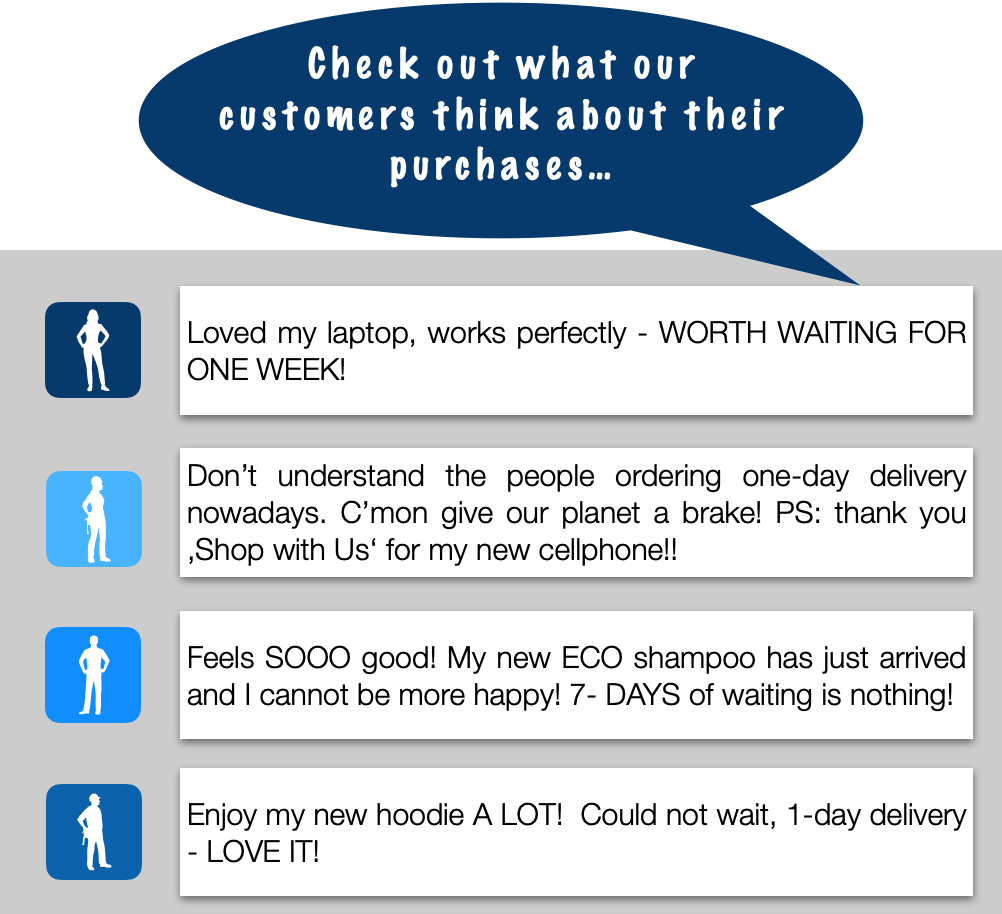 Check out what our
customers think about their
purchases...
Loved my laptop, works perfectly - WORTH WAITING FOR
ONE WEEK!
Don’t understand the people ordering one-day delivery
nowadays. C’mon give our planet a brake! PS: thank you
‚Shop with Us‘ for my new cellphone!!
Feels SOOO good! My new ECO shampoo has just arrived
and I cannot be more happy! 7- DAYS of waiting is nothing!
Enjoy my new hoodie A LOT!  Could not wait, 1-day delivery
- LOVE IT!